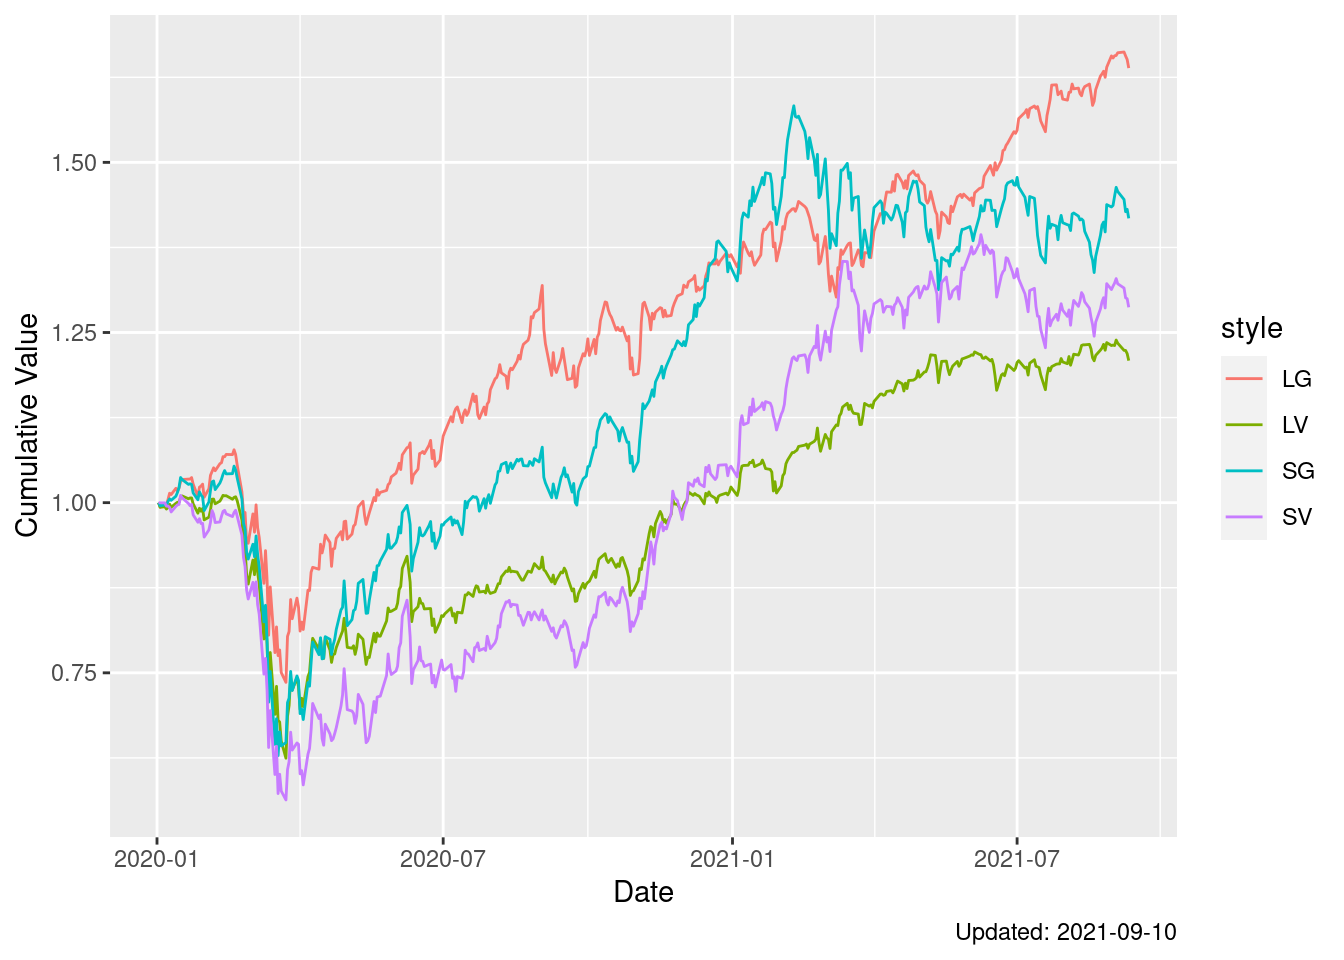 Cumulative Value
1.50
1.25
1.00
0.75
2020-01
2020-07
2021-01
2021-07
Date
style
LG
LV
SG
SV
Updated: 2021-09-10